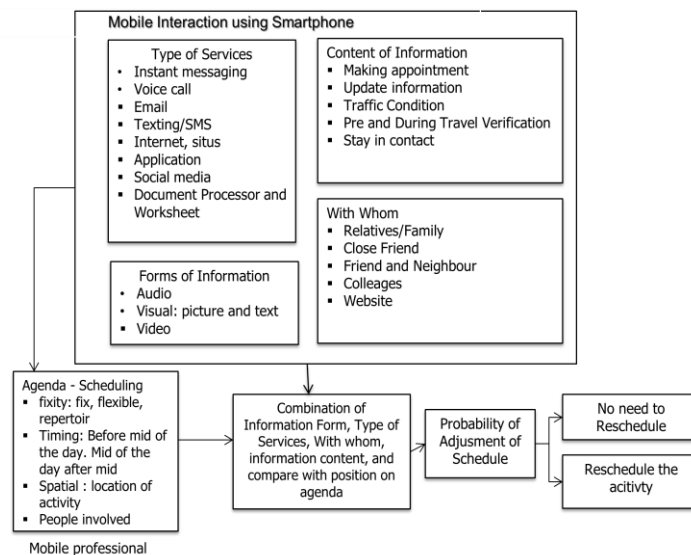 Mobile Interaction using Smartphone
Type of Services
• Instant messaging
• Voice call
▪ Email
▪ Texting/SMS
▪ Internet, situs
▪ Application
▪ Social media
▪ Document Processor and
Worksheet
Content of Information
▪ Making appointment
▪ Update information
▪ Traffic Condition
▪ Pre and During Travel Verification
▪ Stay in contact
With Whom
▪ Relatives/Family
▪ Close Friend
▪ Friend and Neighbour
▪ Colleages
▪ Website
Forms of Information
• Audio
• Visual: picture and text
▪ Video
Agenda - Scheduling
▪ fixity: fix, flexible,
repertoir
▪ Timing: Before mid of
the day. Mid of the
day after mid
▪ Spatial : location of
activity
▪ People involved
Mobile professional
Combination of
Information Form, Type of
Services, With whom,
information content, and
compare with position on
agenda
Probability of
Adjusment of
Schedule
No need to
Reschedule
Reschedule the
acitivty